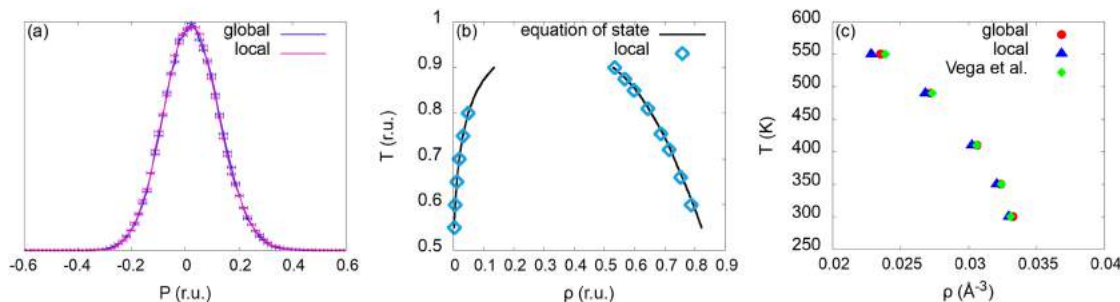 (a)
global
local
-0.6 -0.4 -0.2 0 0.2 0.4 0.6
P (r.u.)
(b)
equation of state
local
1
0.9
0.8
0.7
0.6
0.5
T (r.u.)
0 0.1 0.2 0.3 0.4 0.5 0.6 0.7 0.8 0.9
ρ (r.u.)
(c)
global
local
Vega et al.
600
550
500
450
400
350
300
250
T (K)
0.02 0.025 0.03 0.035 0.04
ρ (Å-3)